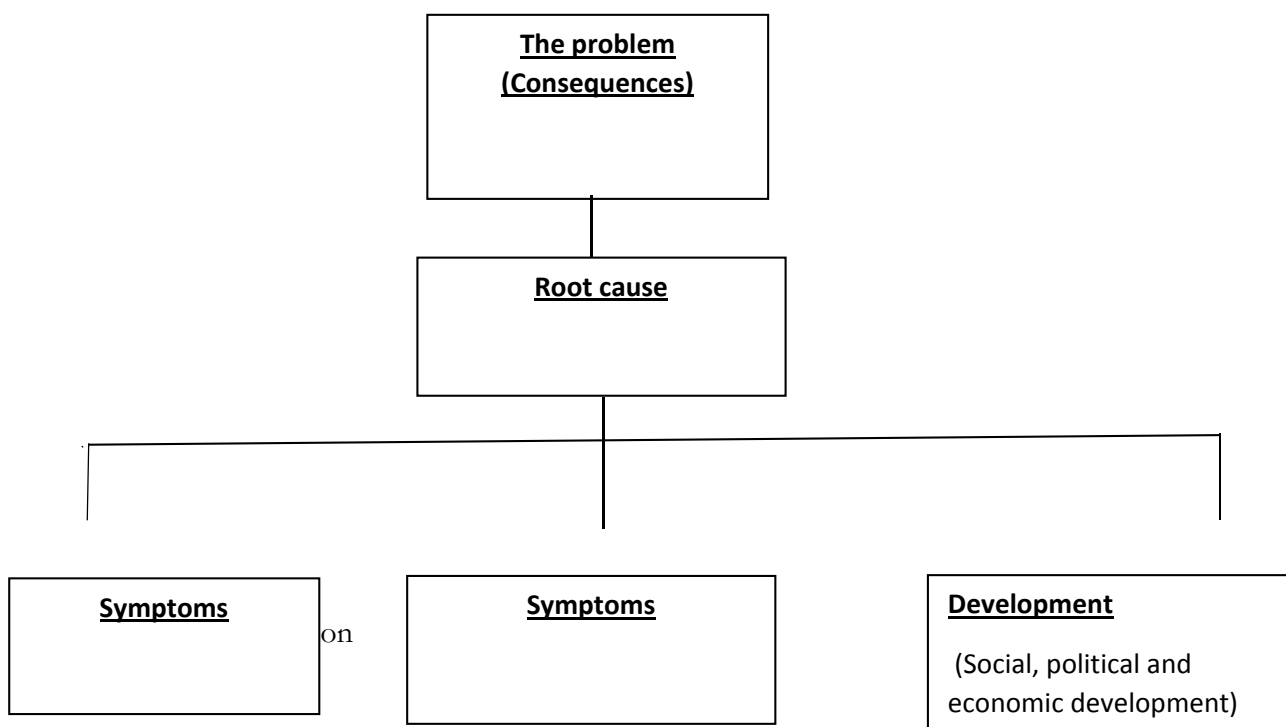 The problem
(Consequences)
Root cause
Symptoms
on
Symptoms
Development
(Social, political and
economic development)